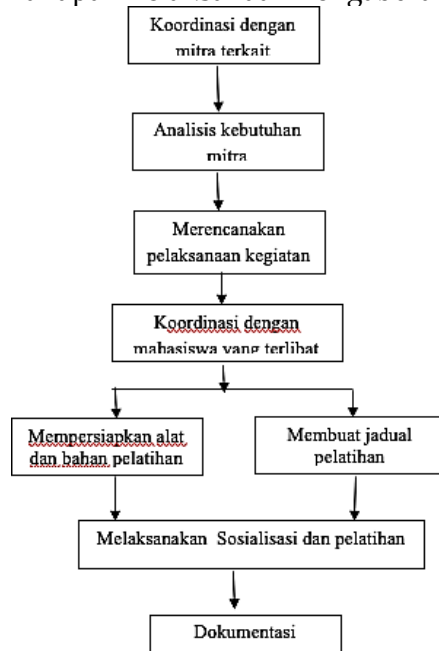 Koordinasi dengan
mitra terkait
Analisis kebutuhan
mitra
Merencanakan
pelaksanaan kegiatan
Koordinasi dengan
mahasiswa yang terlihat
Mempersiapkan alat
dan bahan pelatihan
Membuat jadual
pelatihan
Melaksanakan Sosialisasi dan pelatihan
Dokumentasi